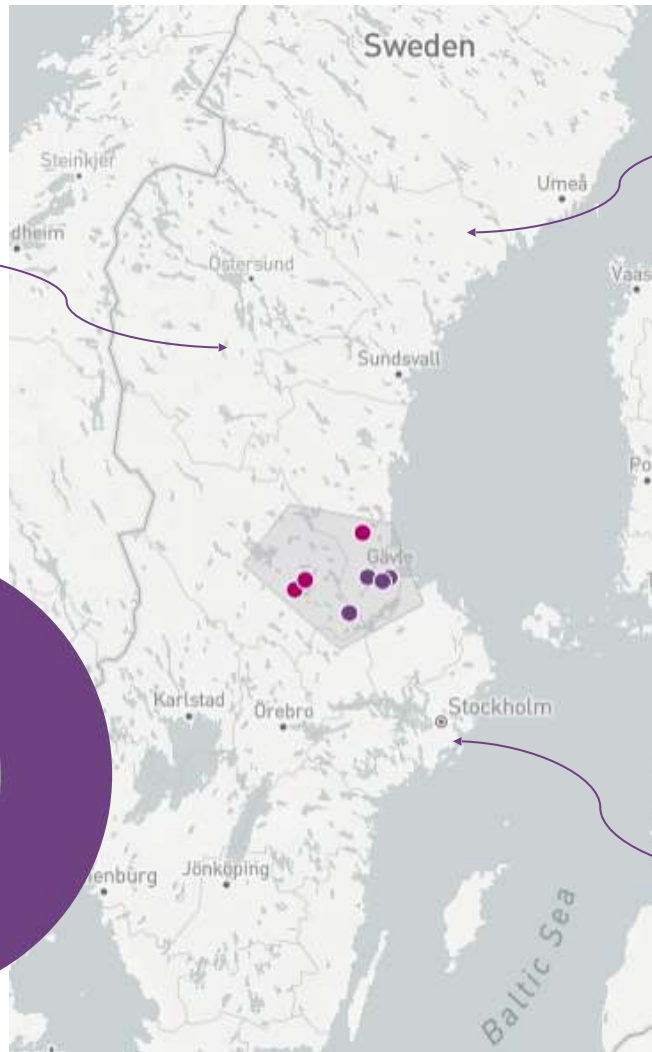 Sweden
Steinkjer
Umeå
dheim
Östersund
Vaas
Sundsvall
Po
Gävle
Karlstad
Örebro
Stockholm
enburg
Jönköping
Baltic Sea